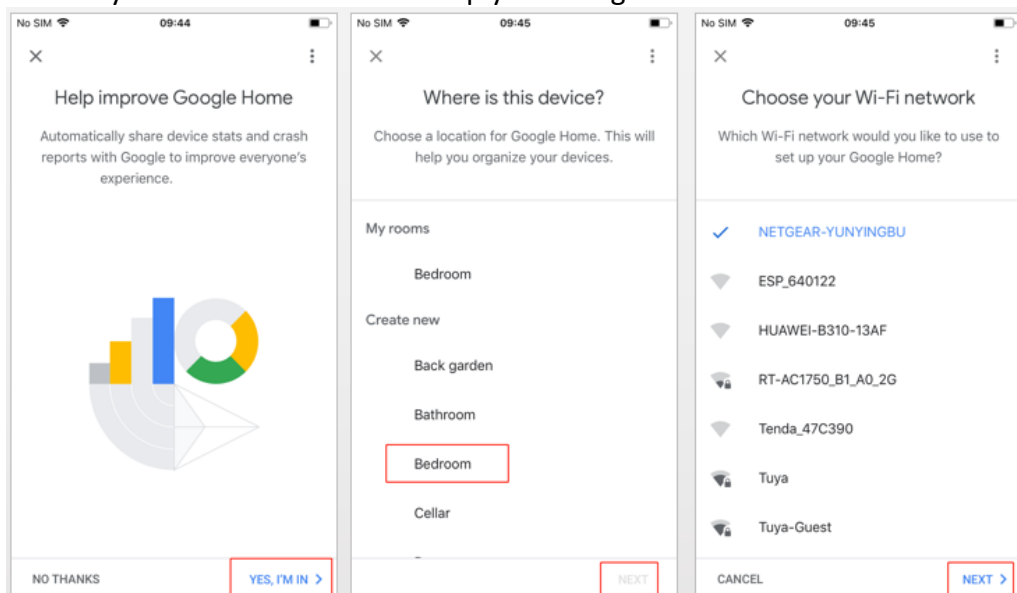 No SIM 09:44
Help improve Google Home
Automatically share device stats and crash
reports with Google to improve everyone's
experience.
NO THANKS
YES, I'M IN >
No SIM 09:45
Where is this device?
Choose a location for Google Home. This will
help you organize your devices.
My rooms
Bedroom
Create new
Back garden
Bathroom
Bedroom
Cellar
NEXT
No SIM 09:45
Choose your Wi-Fi network
Which Wi-Fi network would you like to use to
set up your Google Home?
NETGEAR-YUNYINGBU
ESP_640122
HUAWEI-B310-13AF
RT-AC1750_B1_A0_2G
Tenda_47C390
Tuya
Tuya-Guest
CANCEL
NEXT >